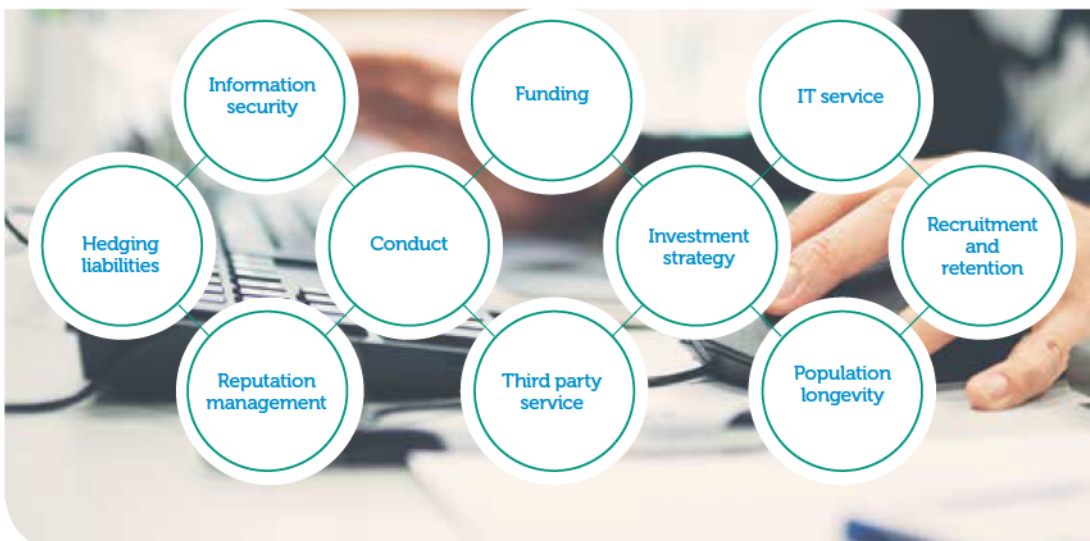 Information
security
Funding
IT service
Hedging
liabilities
Conduct
Investment
strategy
Recruitment
and
retention
Reputation
management
Third party
service
Population
longevity